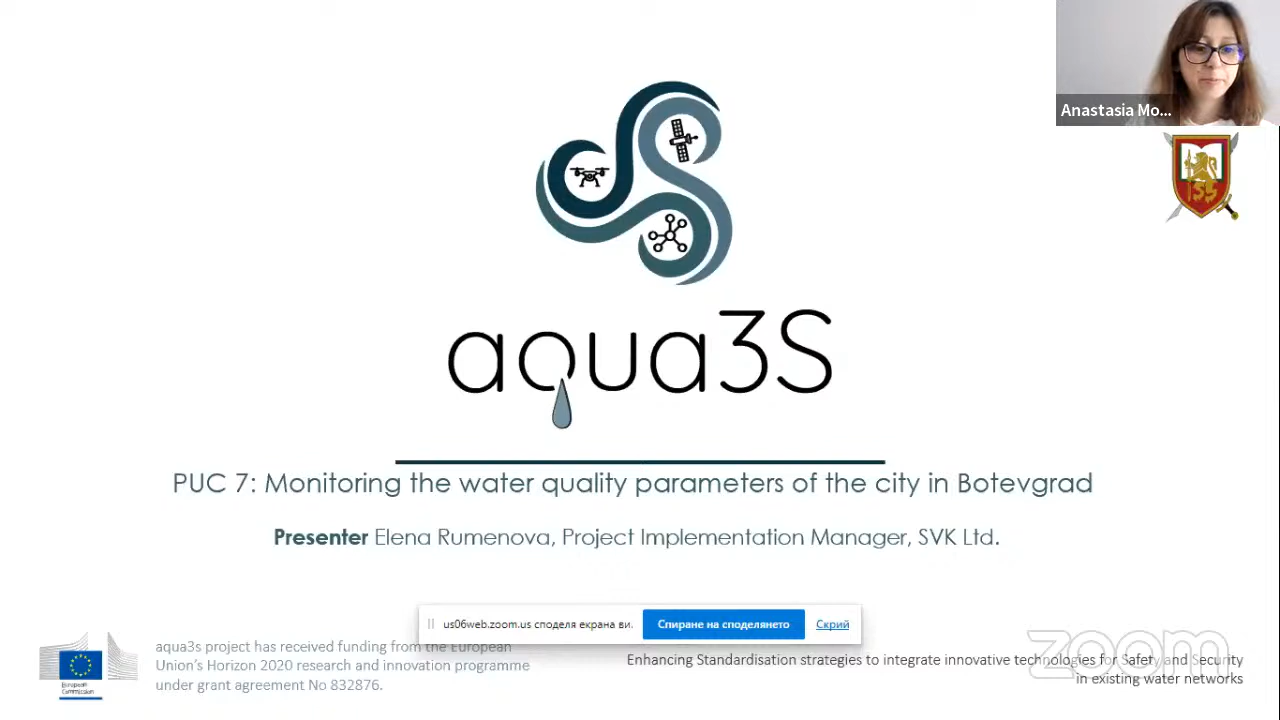 Anastasia Mo...
ISS
aqua3S
PUC 7: Monitoring the water quality parameters of the city in Botevgrad
Presenter Elena Rumenova, Project Implementation Manager, SVK Ltd.
us06web.zoom.us споделя екрана ви.
Спиране на споделянето
Скрий
European
Commission
aqua3s project has received funding from the European
Union's Horizon 2020 research and innovation programme
under grant agreement No 832876.
zoom
Enhancing Standardisation strategies to integrate innovative technologies for Safety and Security
in existing water networks